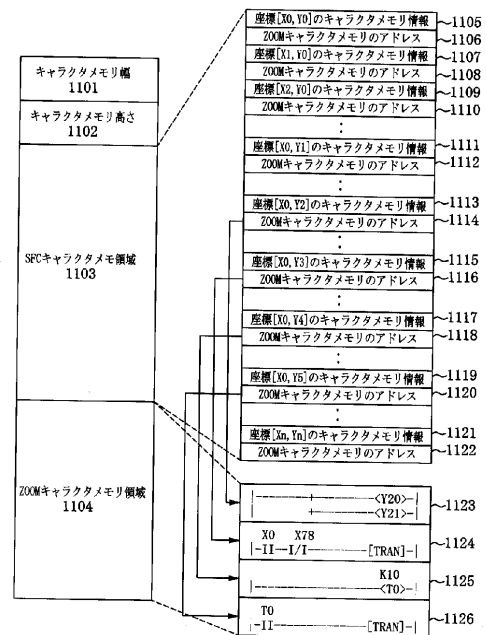 キャラクタメモリ幅
1101
キャラクタメモリ高さ
1102
SFCキャラクタメモ領域
1103
ZOOMキャラクタメモリ領域
1104
座標[X0,Y0]のキャラクタメモリ情報 1105
ZOOMキャラクタメモリのアドレス 1106
座標[X1,Y0]のキャラクタメモリ情報 1107
ZOOMキャラクタメモリのアドレス 1108
座標[X2,Y0]のキャラクタメモリ情報 1109
ZOOMキャラクタメモリのアドレス 1110
:
座標[X0,Y1]のキャラクタメモリ情報 1111
ZOOMキャラクタメモリのアドレス 1112
:
座標[X0,Y2]のキャラクタメモリ情報 1113
ZOOMキャラクタメモリのアドレス 1114
:
座標[X0,Y3]のキャラクタメモリ情報 1115
ZOOMキャラクタメモリのアドレス 1116
:
座標[X0,Y4]のキャラクタメモリ情報 1117
ZOOMキャラクタメモリのアドレス 1118
:
座標[X0,Y5]のキャラクタメモリ情報 1119
ZOOMキャラクタメモリのアドレス 1120
:
座標[Xn,Yn]のキャラクタメモリ情報 1121
ZOOMキャラクタメモリのアドレス 1122
|--------+--------<Y20>-|
+--------<Y21>-| 1123
X0 X78
|-II--I/I--------[TRAN]-| 1124
K10
|----------------<T0>-| 1125
T0
|-II-------------[TRAN]-| 1126